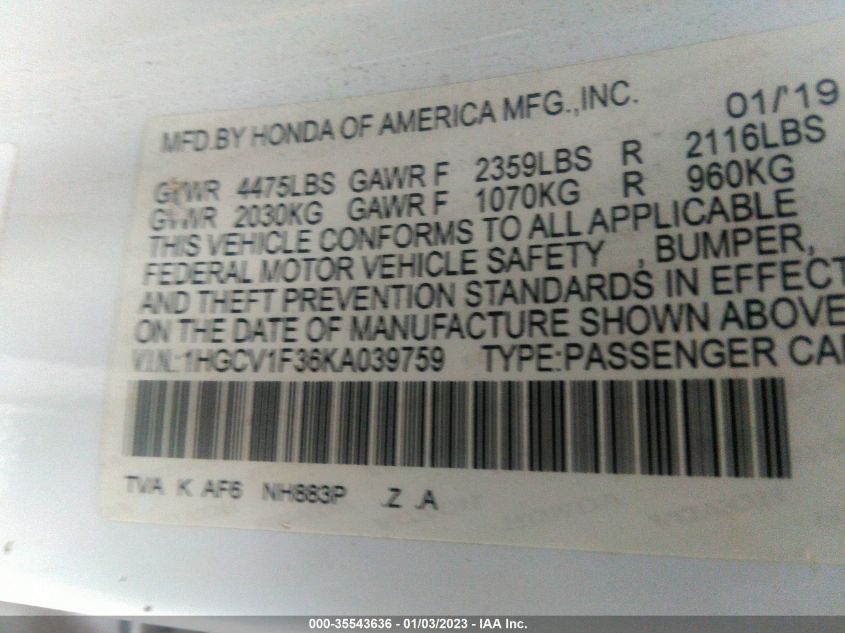 MFD.BY HONDA OF AMERICA MFG.,INC. 01/'19
GVWR 4475LBS GAWR F 2359LBS R 2116LBS
GVWR 2030KG GAWR F 1070KG R 960KG
THIS VEHICLE CONFORMS TO ALL APPLICABLE
FEDERAL MOTOR VEHICLE SAFETY , BUMPER,
AND THEFT PREVENTION STANDARDS IN EFFECT
ON THE DATE OF MANUFACTURE SHOWN ABOVE
V.I.N.:1HGCV1F36KA039759 TYPE:PASSENGER CAR
TVA K AF6 NH883P .Z .A
000-35543636 - 01/03/2023 - IAA Inc.